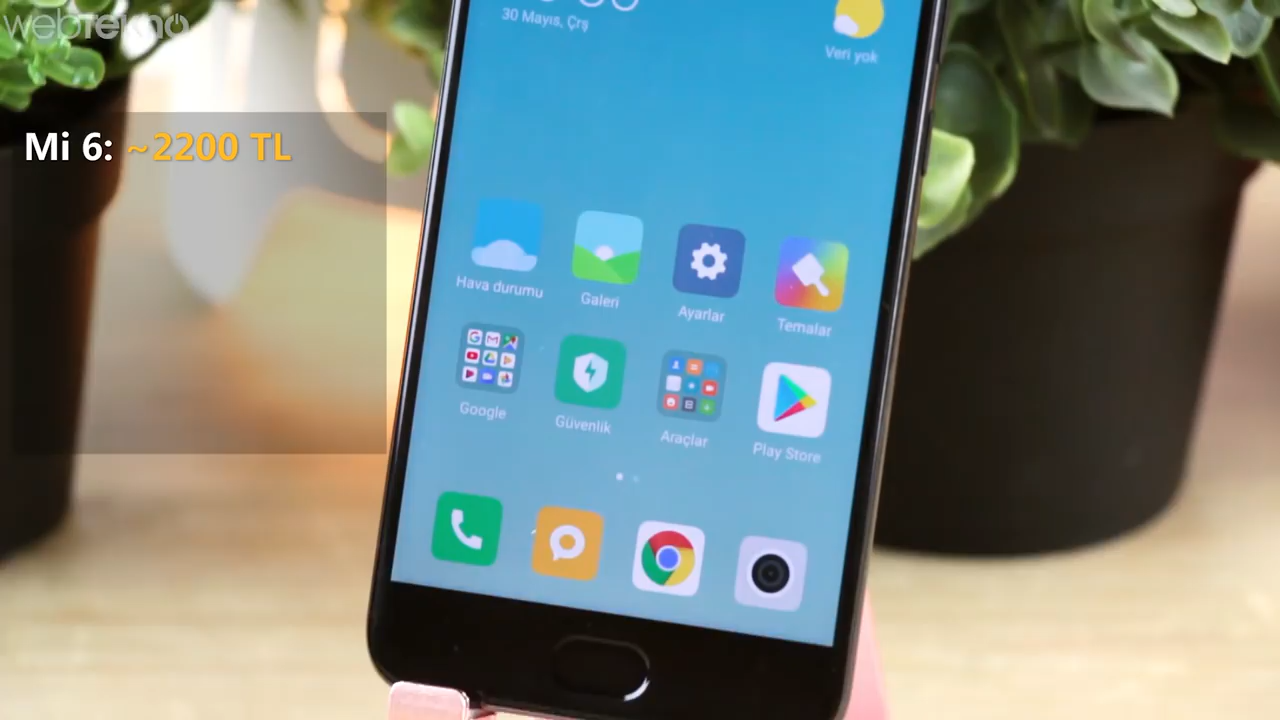 webtekno
30 Mayıs, Çrş
Veri yok
Mi 6: ~2200 TL
Hava durumu
Galeri
Ayarlar
Temalar
Google
Güvenlik
Araçlar
Play Store